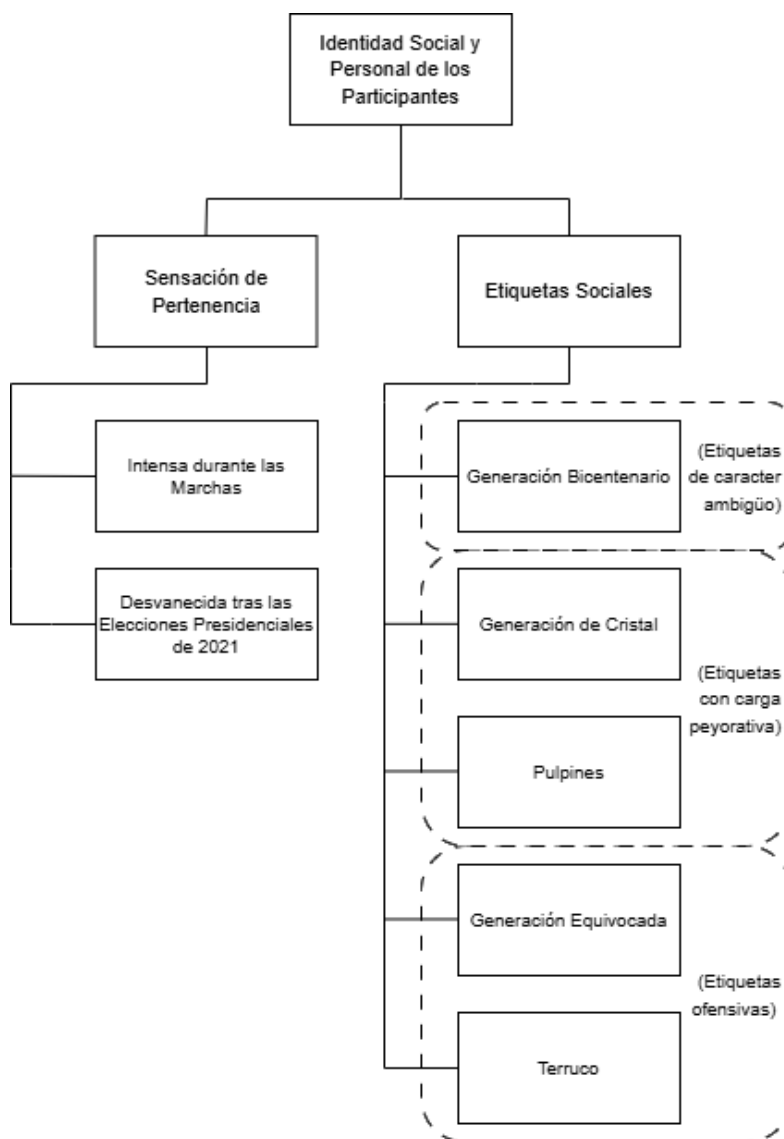 Identidad Social y
Personal de los
Participantes
Sensación de
Pertenencia
Etiquetas Sociales
Intensa durante las
Marchas
Desvanecida tras las
Elecciones Presidenciales
de 2021
Generación Bicentenario
(Etiquetas
de caracter
ambigüo)
Generación de Cristal
(Etiquetas
con carga
peyorativa)
Pulpines
Generación Equivocada
(Etiquetas
ofensivas)
Terruco